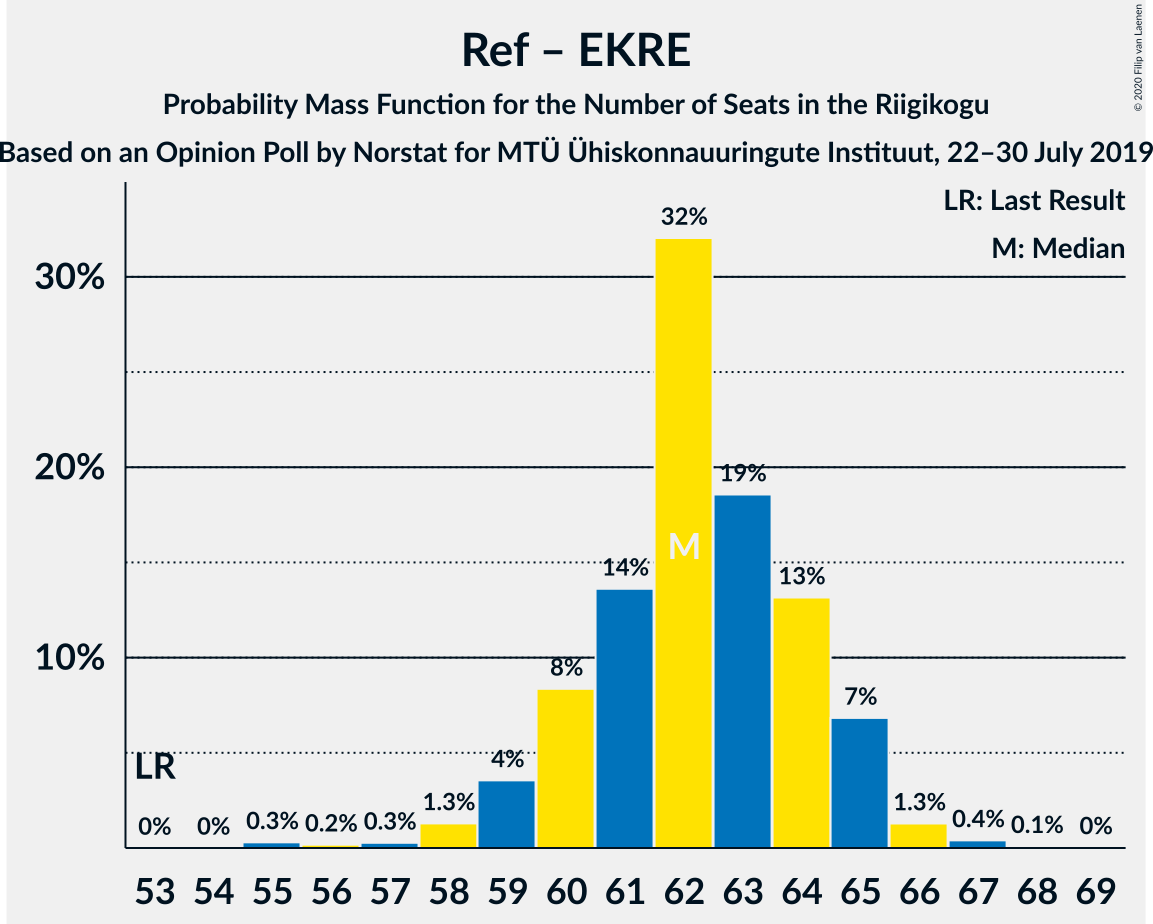 Ref – EKRE
Probability Mass Function for the Number of Seats in the Riigikogu
Based on an Opinion Poll by Norstat for MTÜ Ühiskonnauuringute Instituut, 22–30 July 2019
© 2020 Filip van Laenen
LR: Last Result
M: Median
30%
20%
10%
LR
0%
0%
0.3%
0.2%
0.3%
1.3%
4%
8%
14%
32%
M
19%
13%
7%
1.3%
0.4%
0.1%
0%
53 54 55 56 57 58 59 60 61 62 63 64 65 66 67 68 69